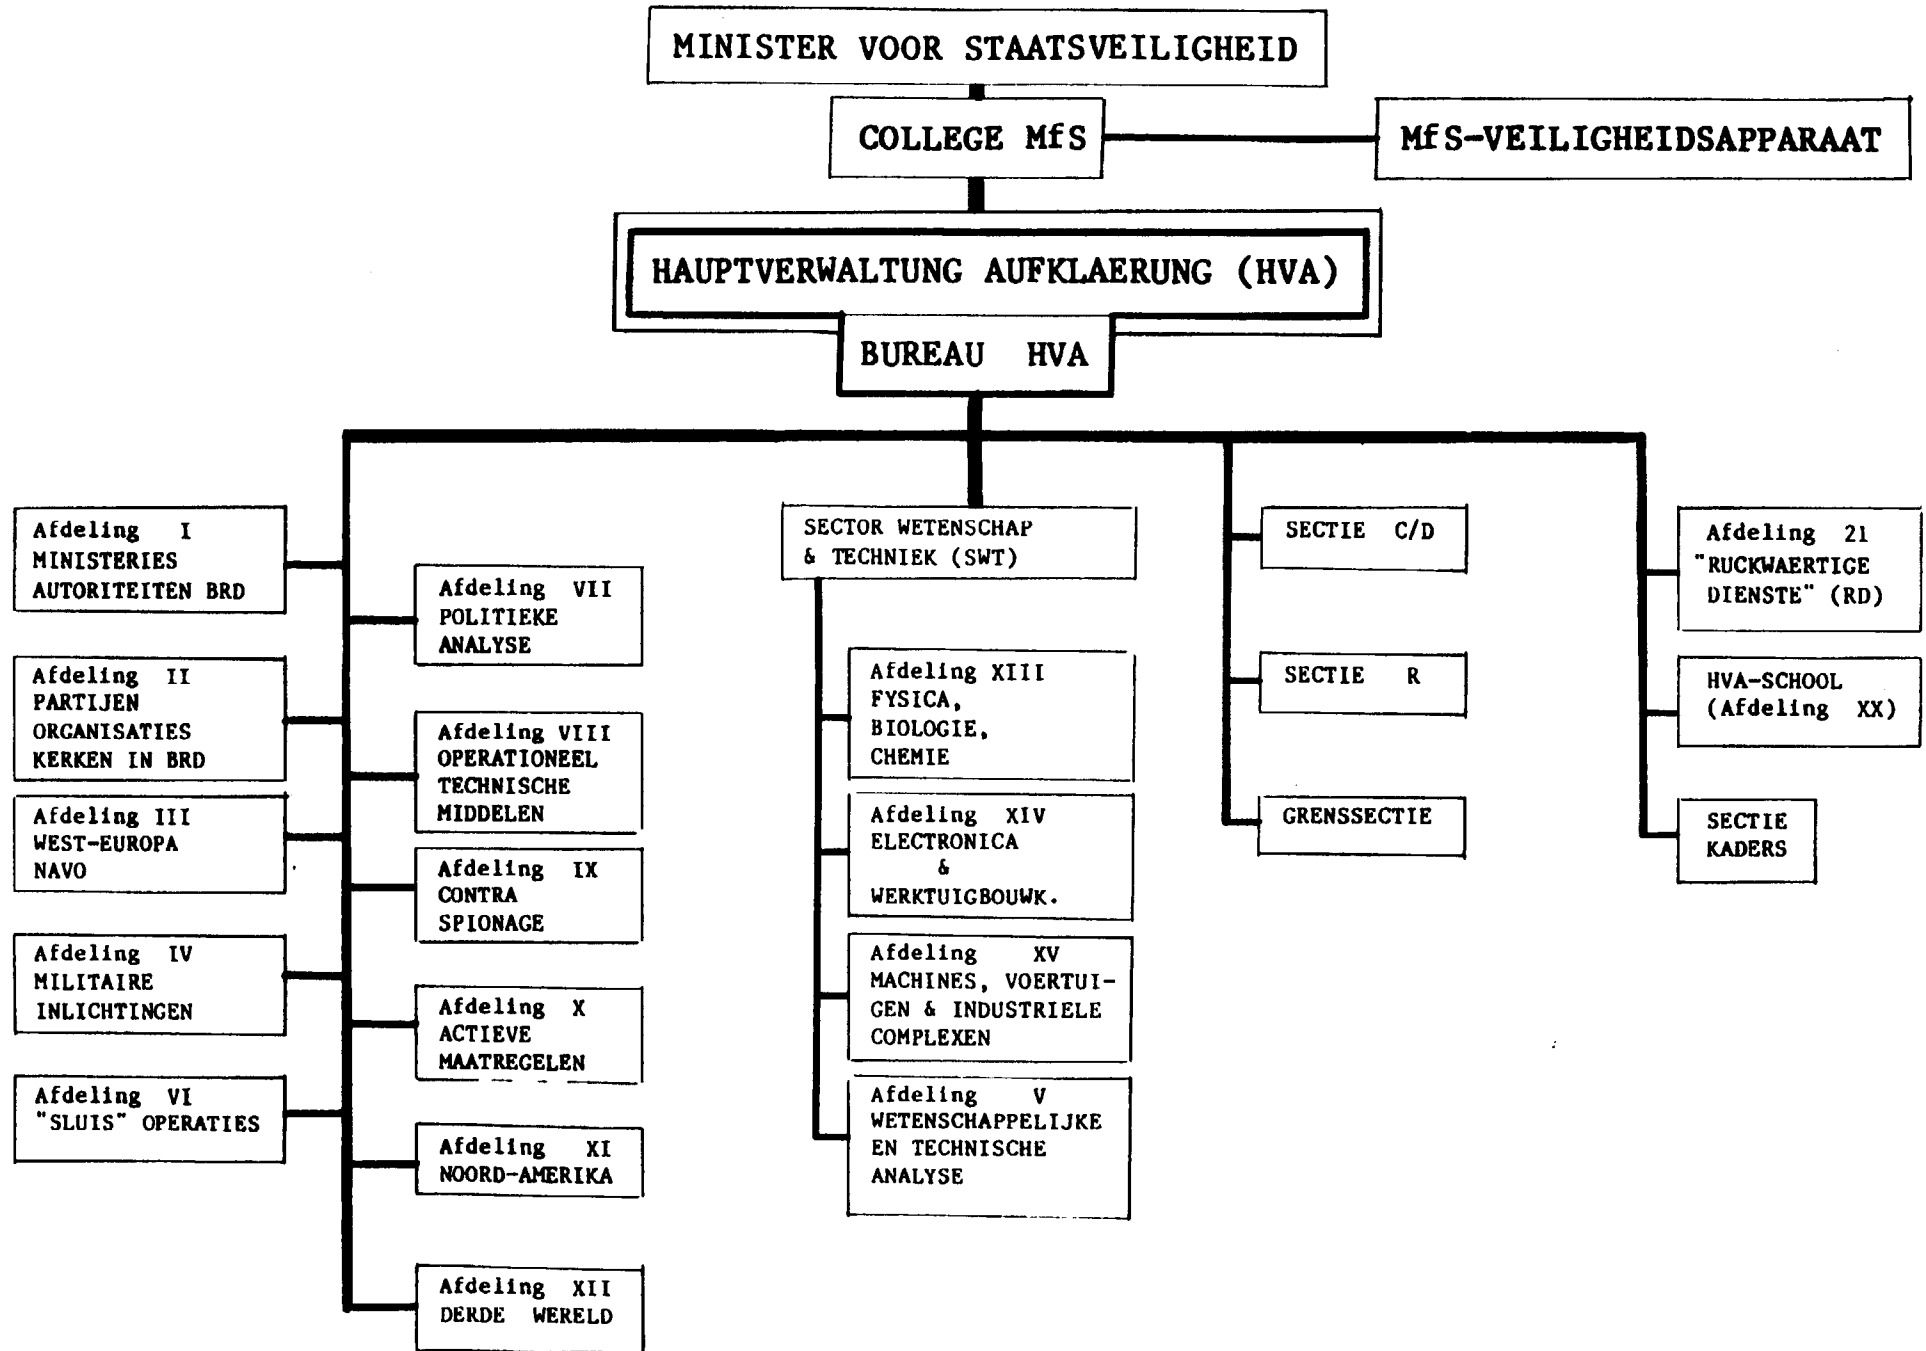 MINISTER VOOR STAATSVEILIGHEID
COLLEGE MfS
MfS-VEILIGHEIDSAPPARAAT
HAUPTVERWALTUNG AUFKLAERUNG (HVA)
BUREAU HVA
Afdeling I
MINISTERIES
AUTORITEITEN BRD
Afdeling II
PARTIJEN
ORGANISATIES
KERKEN IN BRD
Afdeling III
WEST-EUROPA
NAVO
Afdeling IV
MILITAIRE
INLICHTINGEN
Afdeling VI
"SLUIS" OPERATIES
Afdeling VII
POLITIEKE
ANALYSE
Afdeling VIII
OPERATIONEEL
TECHNISCHE
MIDDELEN
Afdeling IX
CONTRA
SPIONAGE
Afdeling X
ACTIEVE
MAATREGELEN
Afdeling XI
NOORD-AMERIKA
Afdeling XII
DERDE WERELD
SECTOR WETENSCHAP
& TECHNIEK (SWT)
Afdeling XIII
FYSICA,
BIOLOGIE,
CHEMIE
Afdeling XIV
ELECTRONICA
&
WERKTUIGBOUWK.
Afdeling XV
MACHINES, VOERTUI-
GEN & INDUSTRIELE
COMPLEXEN
Afdeling V
WETENSCHAPPELIJKE
EN TECHNISCHE
ANALYSE
SECTIE C/D
SECTIE R
GRENSSECTIE
Afdeling 21
"RUCKWAERTIGE
DIENSTE" (RD)
HVA-SCHOOL
(Afdeling XX)
SECTIE
KADERS